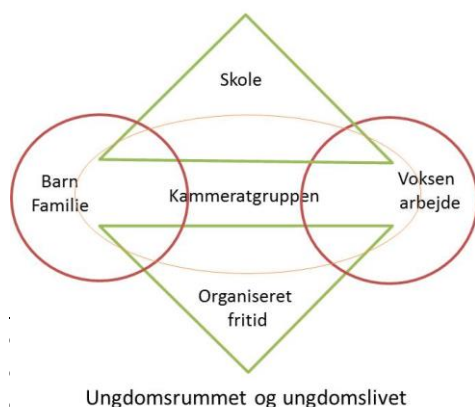 Skole
Barn
Familie
Kammeratgruppen
Voksen
arbejde
Organiseret
fritid
Ungdomsrummet og ungdomslivet